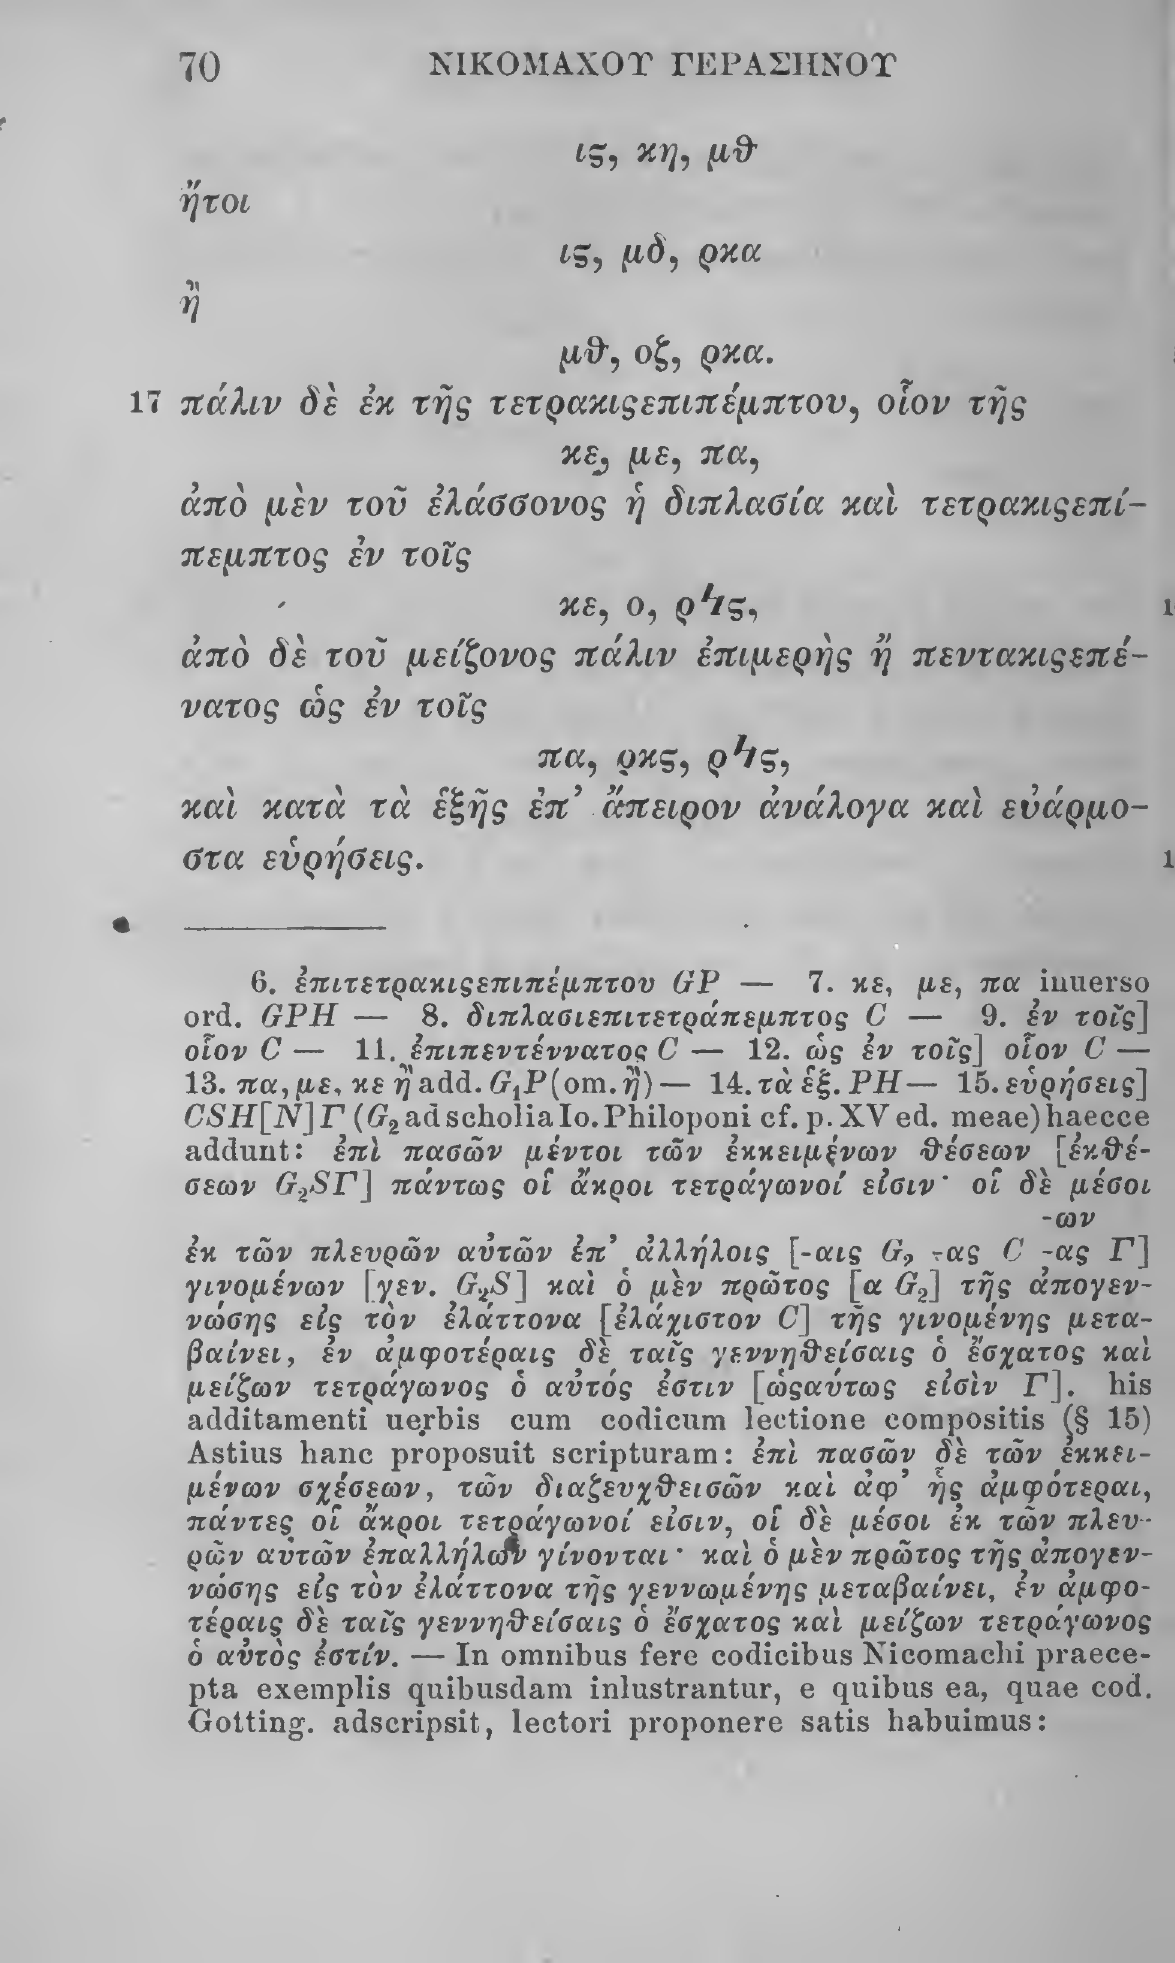 70 ΝΙΚΟΜΑΧΟΥ ΓΕΡΑΣΗΝΟΥ
ις, κη, μθ
ἤτοι
ις, μδ, ρκα
ἢ
μθ, οζ, ρκα.
17 πάλιν δὲ ἐκ τῆς τετρακιςεπιπέμπτου, οἷον τῆς
κε, με, πα,
ἀπὸ μὲν τοῦ ἐλάσσονος ἡ διπλασία καὶ τετρακιςεπί-
πεμπτος ἐν τοῖς
κε, ο, ρϞς,
ἀπὸ δὲ τοῦ μείζονος πάλιν ἐπιμερὴς ἢ πεντακιςεπέ-
νατος ὡς ἐν τοῖς
πα, ρκς, ρϞς,
καὶ κατὰ τὰ ἑξῆς ἐπ’ ἄπειρον ἀνάλογα καὶ εὐάρμο-
στα εὑρήσεις.
6. ἐπιτετρακιςεπιπέμπτου GP — 7. κε, με, πα inuerso
ord. GPH — 8. διπλασιεπιτετράπεμπτος C — 9. ἐν τοῖς]
οἷον C — 11. ἐπιπεντέννατος C — 12. ὡς ἐν τοῖς] οἷον C —
13. πα, με, κε ἢ add. G₁P (om. ἢ) — 14. τὰ ἑξ. PH — 15. εὑρήσεις]
CSH[N]Γ (G₂ ad scholia Io. Philoponi cf. p. XV ed. meae) haecce
addunt: ἐπὶ πασῶν μέντοι τῶν ἐκκειμένων θέσεων [ἐκθέ-
σεων G₂SΓ] πάντως οἱ ἄκροι τετράγωνοί εἰσιν· οἱ δὲ μέσοι
-ων
ἐκ τῶν πλευρῶν αὐτῶν ἐπ’ ἀλλήλοις [-αις G₂ -ας C -ας Γ]
γινομένων [γεν. G₂S] καὶ ὁ μὲν πρῶτος [α G₂] τῆς ἀπογεν-
νώσης εἰς τὸν ἐλάττονα [ἐλάχιστον C] τῆς γινομένης μετα-
βαίνει, ἐν ἀμφοτέραις δὲ ταῖς γεννηθείσαις ὁ ἔσχατος καὶ
μείζων τετράγωνος ὁ αὐτός ἐστιν [ὡςαύτως εἰσὶν Γ]. his
additamenti uerbis cum codicum lectione compositis (§ 15)
Astius hanc proposuit scripturam: ἐπὶ πασῶν δὲ τῶν ἐκκει-
μένων σχέσεων, τῶν διαζευχθεισῶν καὶ ἀφ’ ἧς ἀμφότεραι,
πάντες οἱ ἄκροι τετράγωνοί εἰσιν, οἱ δὲ μέσοι ἐκ τῶν πλευ-
ρῶν αὐτῶν ἐπαλλήλων γίνονται· καὶ ὁ μὲν πρῶτος τῆς ἀπογεν-
νώσης εἰς τὸν ἐλάττονα τῆς γεννωμένης μεταβαίνει, ἐν ἀμφο-
τέραις δὲ ταῖς γεννηθείσαις ὁ ἔσχατος καὶ μείζων τετράγωνος
ὁ αὐτὸς ἐστίν. — In omnibus fere codicibus Nicomachi praece-
pta exemplis quibusdam inlustrantur, e quibus ea, quae cod.
Gotting. adscripsit, lectori proponere satis habuimus: